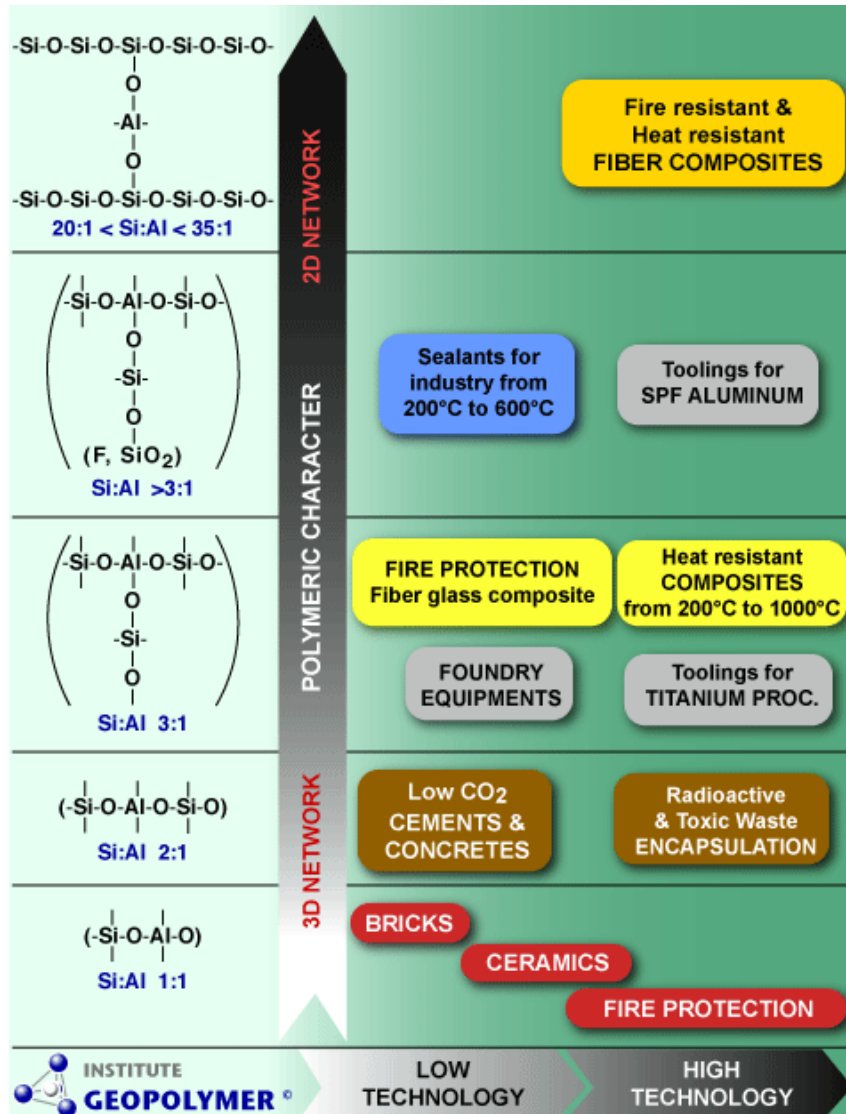 -Si-O-Si-O-Si-O-Si-O-Si-O-
O
-Al-
O
-Si-O-Si-O-Si-O-Si-O-Si-O-
20:1 < Si:Al < 35:1
Fire resistant &
Heat resistant
FIBER COMPOSITES
2D NETWORK
-Si-O-Al-O-Si-O-
O
-Si-
O
(F, SiO2)
Si:Al >3:1
Sealants for
industry from
200°C to 600°C
Toolings for
SPF ALUMINUM
POLYMERIC CHARACTER
-Si-O-Al-O-Si-O-
O
-Si-
O
Si:Al 3:1
FIRE PROTECTION
Fiber glass composite
Heat resistant
COMPOSITES
from 200°C to 1000°C
FOUNDRY
EQUIPMENTS
Toolings for
TITANIUM PROC.
(-Si-O-Al-O-Si-O)
Si:Al 2:1
Low CO2
CEMENTS &
CONCRETES
Radioactive
& Toxic Waste
ENCAPSULATION
3D NETWORK
(-Si-O-Al-O)
Si:Al 1:1
BRICKS
CERAMICS
FIRE PROTECTION
INSTITUTE
GEOPOLYMER ©
LOW
TECHNOLOGY
HIGH
TECHNOLOGY